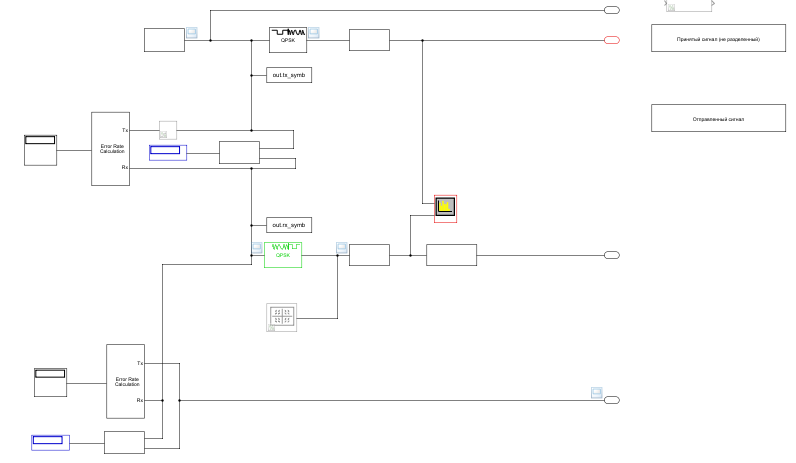 QPSK
Принятый сигнал (не разделенный)
out.tx_symb
Отправленный сигнал
Tx
Error Rate
Calculation
Rx
out.rx_symb
QPSK
Tx
Error Rate
Calculation
Rx